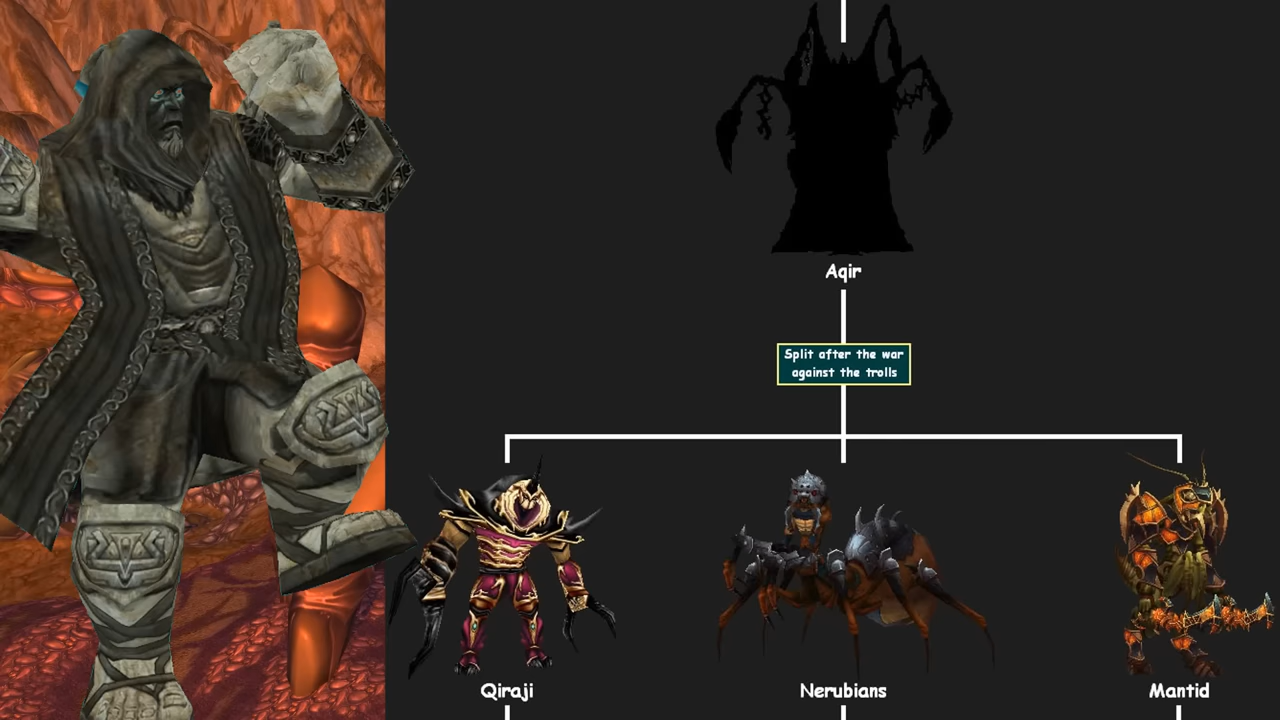 Aqir
Split after the war
against the trolls
Qiraji
Nerubians
Mantid